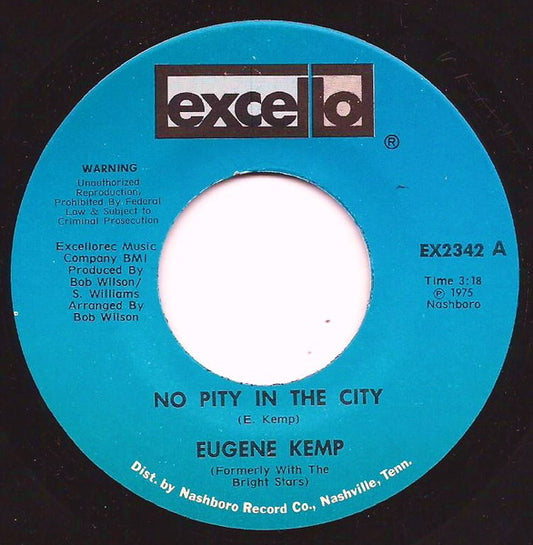 excello
®
WARNING
Unauthorized
Reproduction,
Prohibited By Federal
Law & Subject to
Criminal Prosecution
Excellorec Music
Company BMI
Produced By
Bob Wilson/
S. Williams
Arranged By
Bob Wilson
EX2342 A
Time 3:18
℗ 1975
Nashboro
NO PITY IN THE CITY
(E. Kemp)
EUGENE KEMP
(Formerly With The
Bright Stars)
Dist. by Nashboro Record Co., Nashville, Tenn.